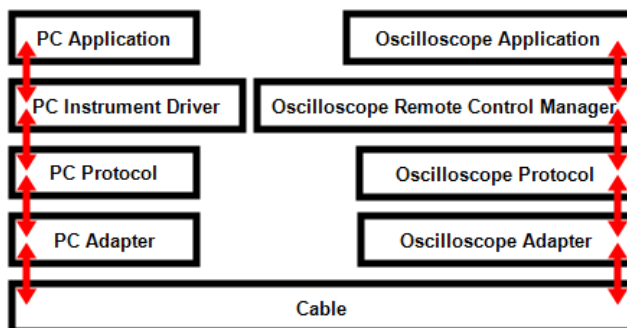 PC Application
Oscilloscope Application
PC Instrument Driver
Oscilloscope Remote Control Manager
PC Protocol
Oscilloscope Protocol
PC Adapter
Oscilloscope Adapter
Cable